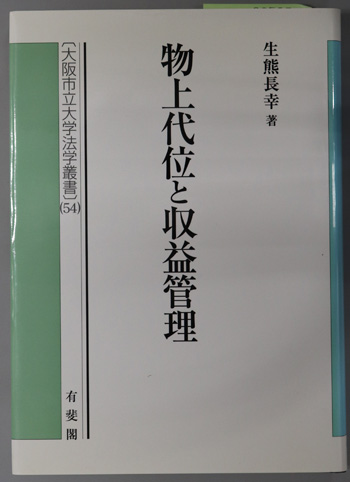 生熊長幸 著
物上代位と収益管理
〔大阪市立大学法学叢書〕(54)
有斐閣